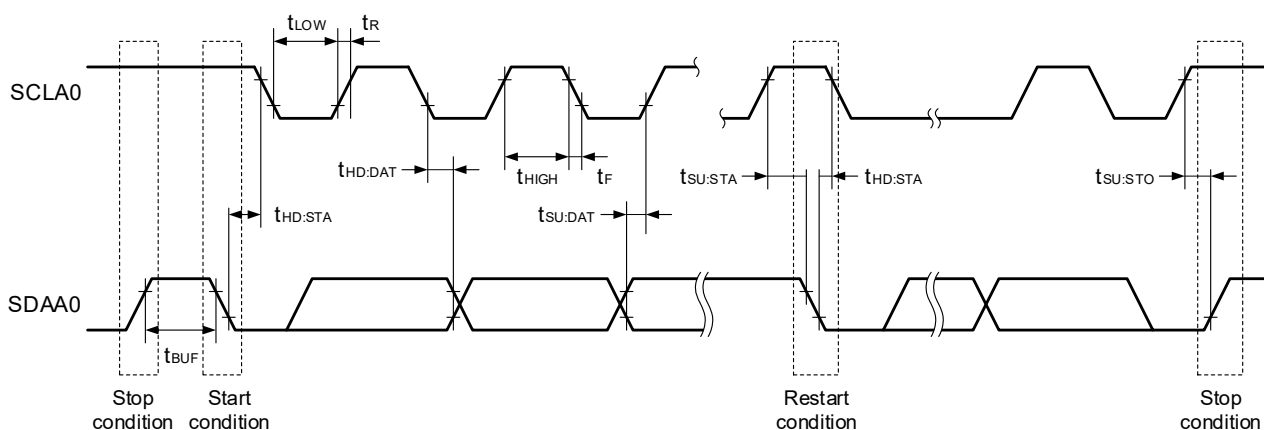 tLOW tR
SCLA0
tHD:DAT tHIGH tF tSU:STA tHD:STA tSU:STO
tHD:STA tSU:DAT
SDAA0
tBUF
Stop condition
Start condition
Restart condition
Stop condition